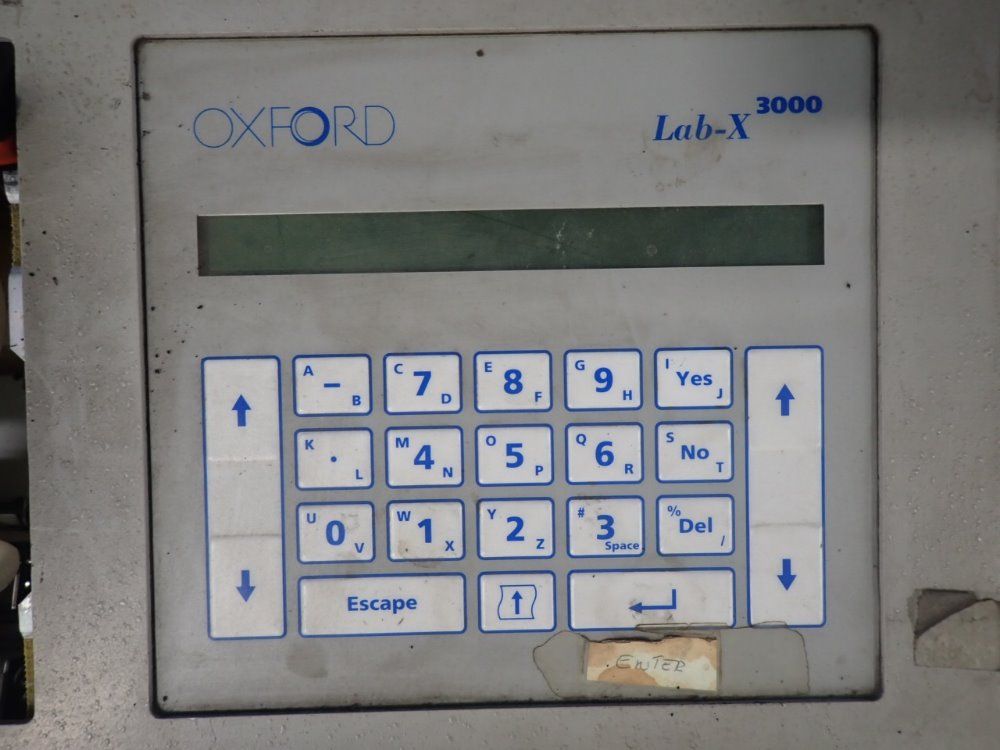 OXFORD
Lab-X 3000
A – B
C 7 D
E 8 F
G 9 H
I Yes J
K . L
M 4 N
O 5 P
Q 6 R
S No T
U 0 V
W 1 X
Y 2 Z
# 3 Space
% Del /
Escape
ENTER